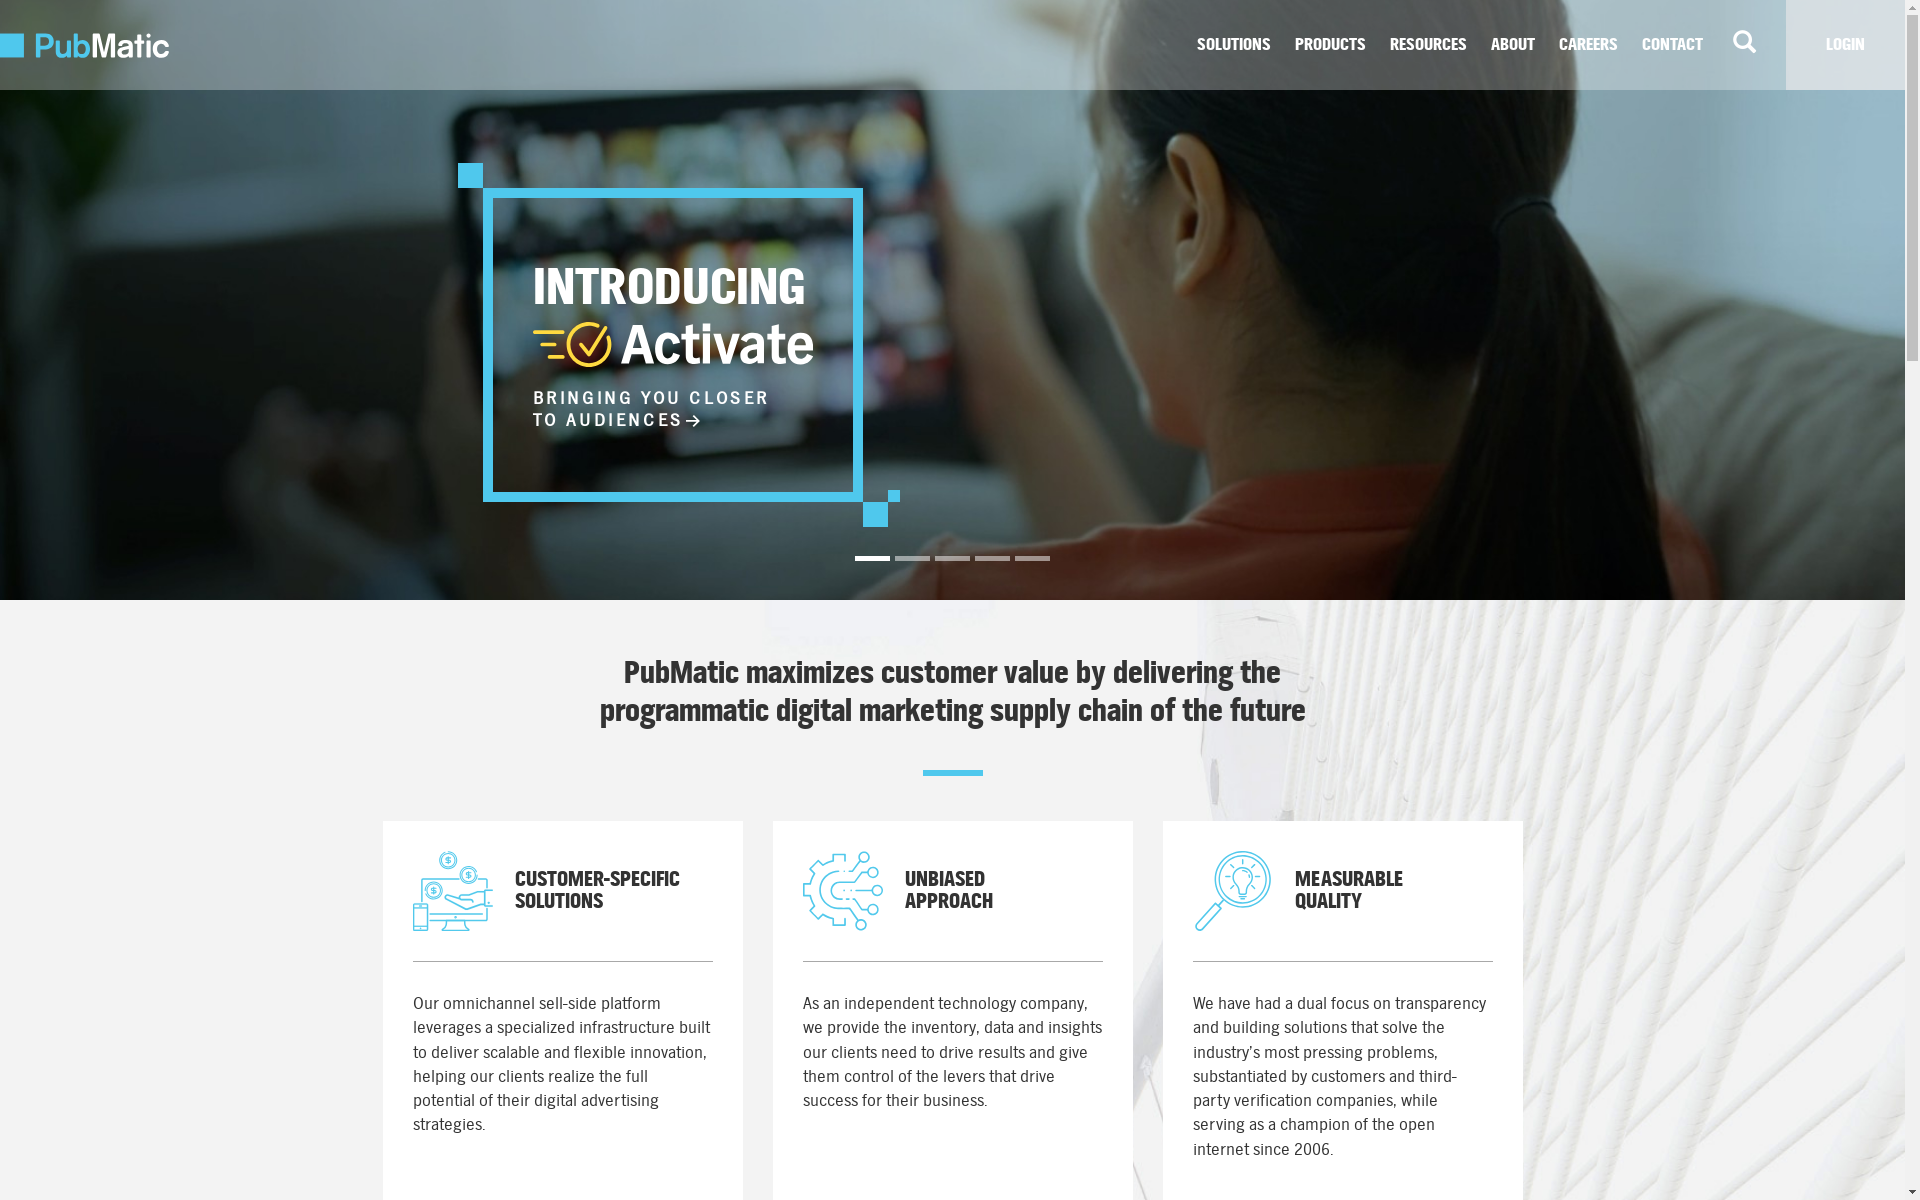 PubMatic
SOLUTIONS
PRODUCTS
RESOURCES
ABOUT
CAREERS
CONTACT
LOGIN
INTRODUCING
Activate
BRINGING YOU CLOSER
TO AUDIENCES→
PubMatic maximizes customer value by delivering the
programmatic digital marketing supply chain of the future
CUSTOMER-SPECIFIC
SOLUTIONS
Our omnichannel sell-side platform
leverages a specialized infrastructure built
to deliver scalable and flexible innovation,
helping our clients realize the full
potential of their digital advertising
strategies.
UNBIASED
APPROACH
As an independent technology company,
we provide the inventory, data and insights
our clients need to drive results and give
them control of the levers that drive
success for their business.
MEASURABLE
QUALITY
We have had a dual focus on transparency
and building solutions that solve the
industry's most pressing problems,
substantiated by customers and third-
party verification companies, while
serving as a champion of the open
internet since 2006.